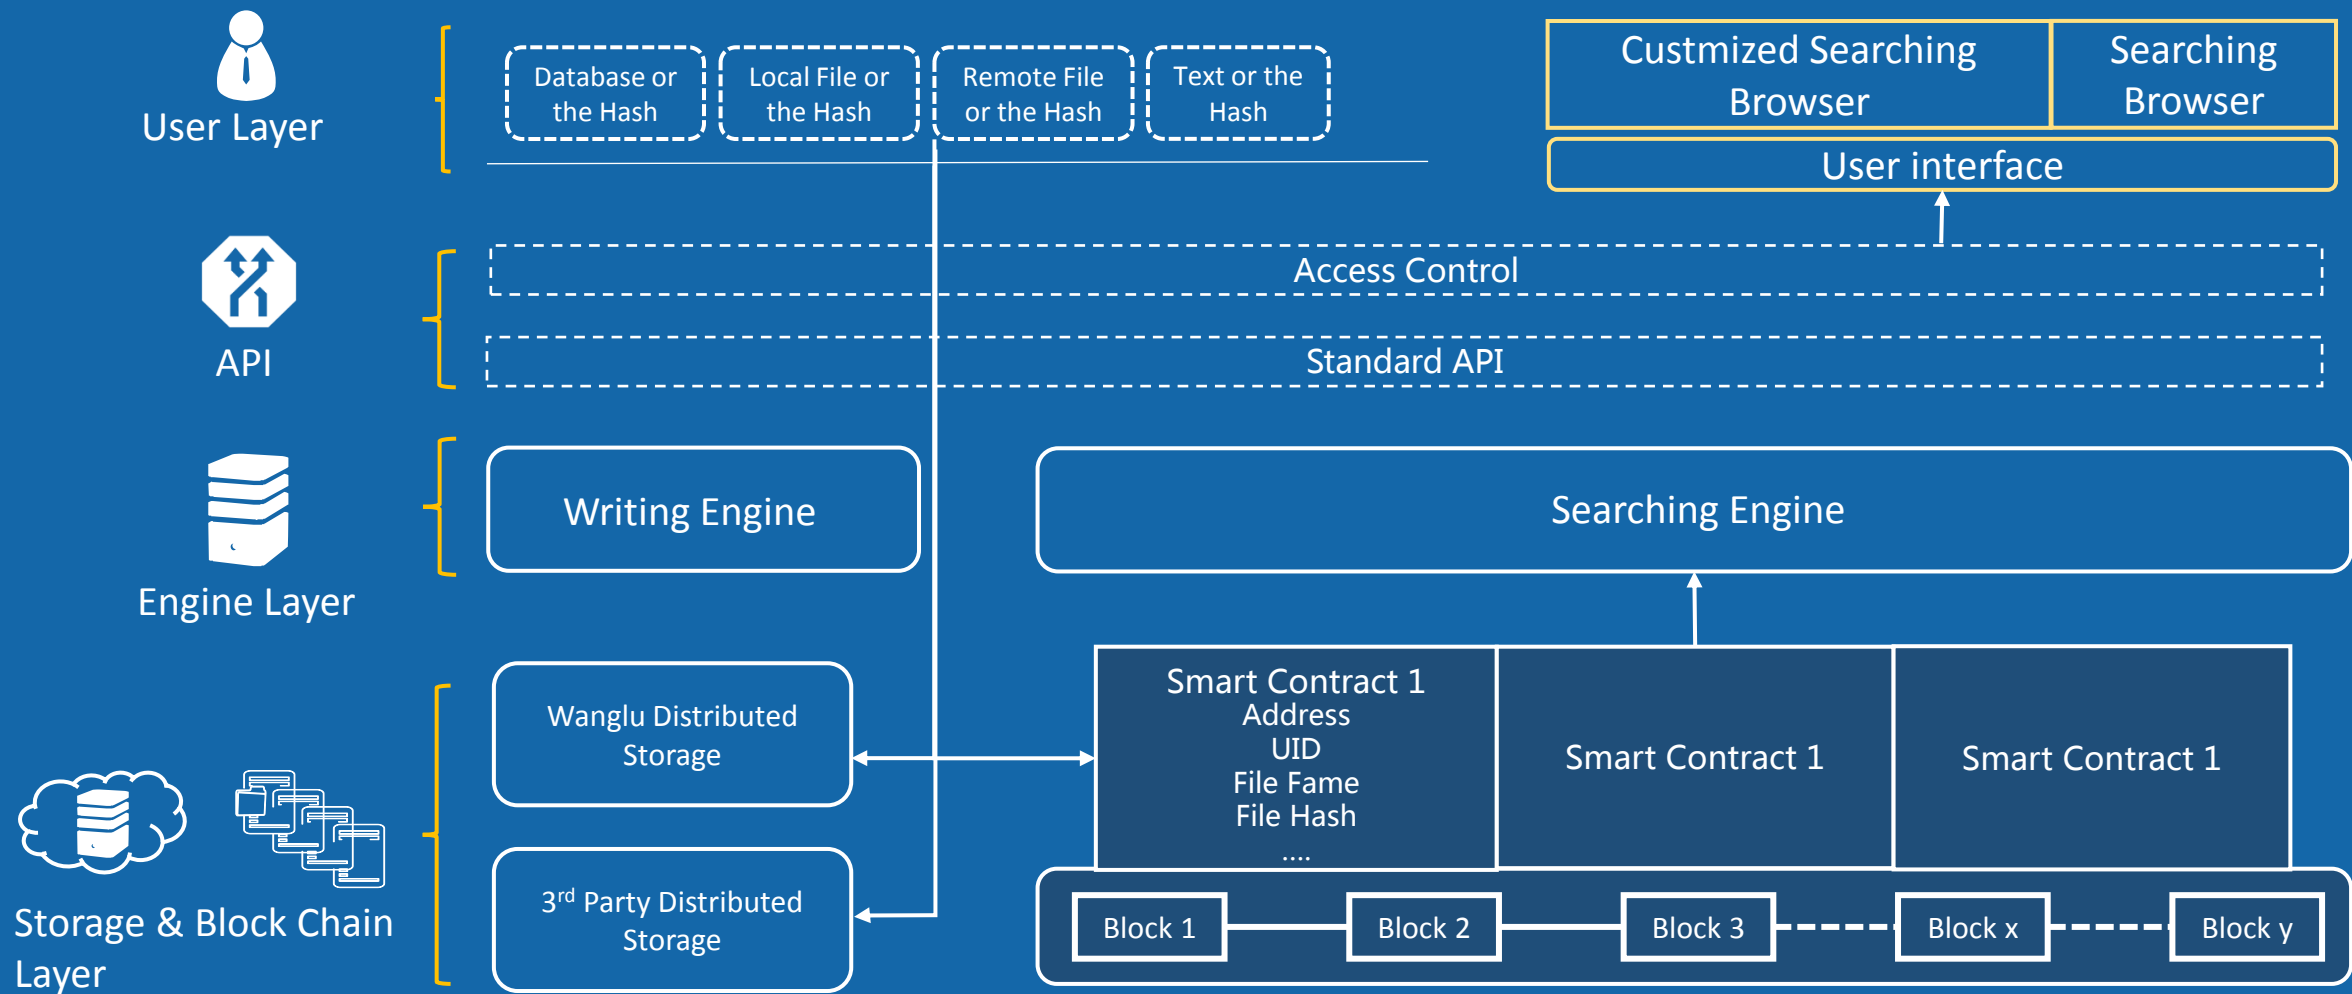 User Layer
Database or
the Hash
Local File or
the Hash
Remote File
or the Hash
Text or the
Hash
Custmized Searching
Browser
Searching
Browser
User interface
API
Access Control
Standard API
Engine Layer
Writing Engine
Searching Engine
Storage & Block Chain
Layer
Wanglu Distributed
Storage
3rd Party Distributed
Storage
Smart Contract 1
Address
UID
File Fame
File Hash
....
Smart Contract 1
Smart Contract 1
Block 1
Block 2
Block 3
Block x
Block y